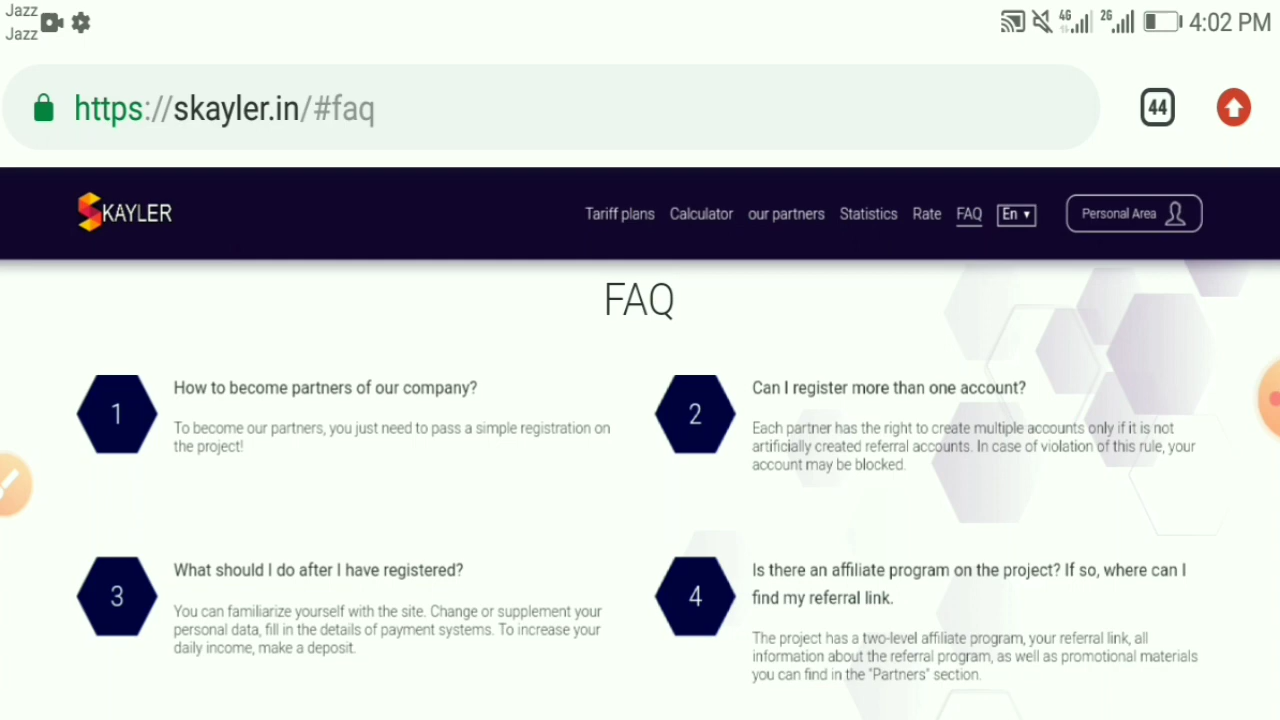 Jazz
Jazz
4G
2G
4:02 PM
https://skayler.in/#faq
44
SKAYLER
Tariff plans
Calculator
our partners
Statistics
Rate
FAQ
En
Personal Area
FAQ
1
How to become partners of our company?
To become our partners, you just need to pass a simple registration on
the project!
2
Can I register more than one account?
Each partner has the right to create multiple accounts only if it is not
artificially created referral accounts. In case of violation of this rule, your
account may be blocked.
3
What should I do after I have registered?
You can familiarize yourself with the site. Change or supplement your
personal data, fill in the details of payment systems. To increase your
daily income, make a deposit.
4
Is there an affiliate program on the project? If so, where can I
find my referral link.
The project has a two-level affiliate program, your referral link, all
information about the referral program, as well as promotional materials
you can find in the "Partners" section.